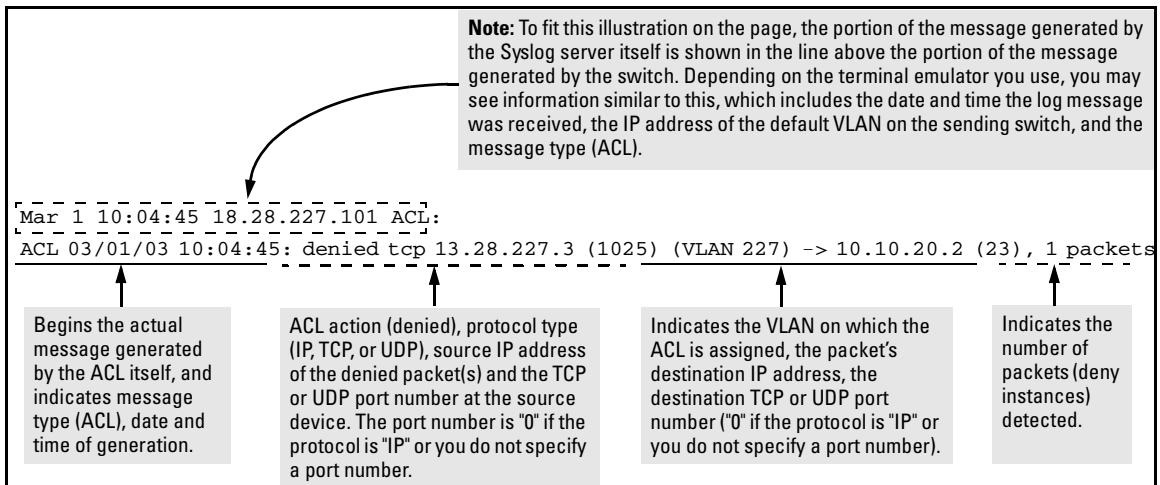 Note: To fit this illustration on the page, the portion of the message generated by
the Syslog server itself is shown in the line above the portion of the message
generated by the switch. Depending on the terminal emulator you use, you may
see information similar to this, which includes the date and time the log message
was received, the IP address of the default VLAN on the sending switch, and the
message type (ACL).
Mar 1 10:04:45 18.28.227.101 ACL:
ACL 03/01/03 10:04:45: denied tcp 13.28.227.3 (1025) (VLAN 227) -> 10.10.20.2 (23), 1 packets
Begins the actual
message generated
by the ACL itself, and
indicates message
type (ACL), date and
time of generation.
ACL action (denied), protocol type
(IP, TCP, or UDP), source IP address
of the denied packet(s) and the TCP
or UDP port number at the source
device. The port number is "0" if the
protocol is "IP" or you do not specify
a port number.
Indicates the VLAN on which the
ACL is assigned, the packet's
destination IP address, the
destination TCP or UDP port
number ("0" if the protocol is "IP" or
you do not specify a port number).
Indicates the
number of
packets (deny
instances)
detected.